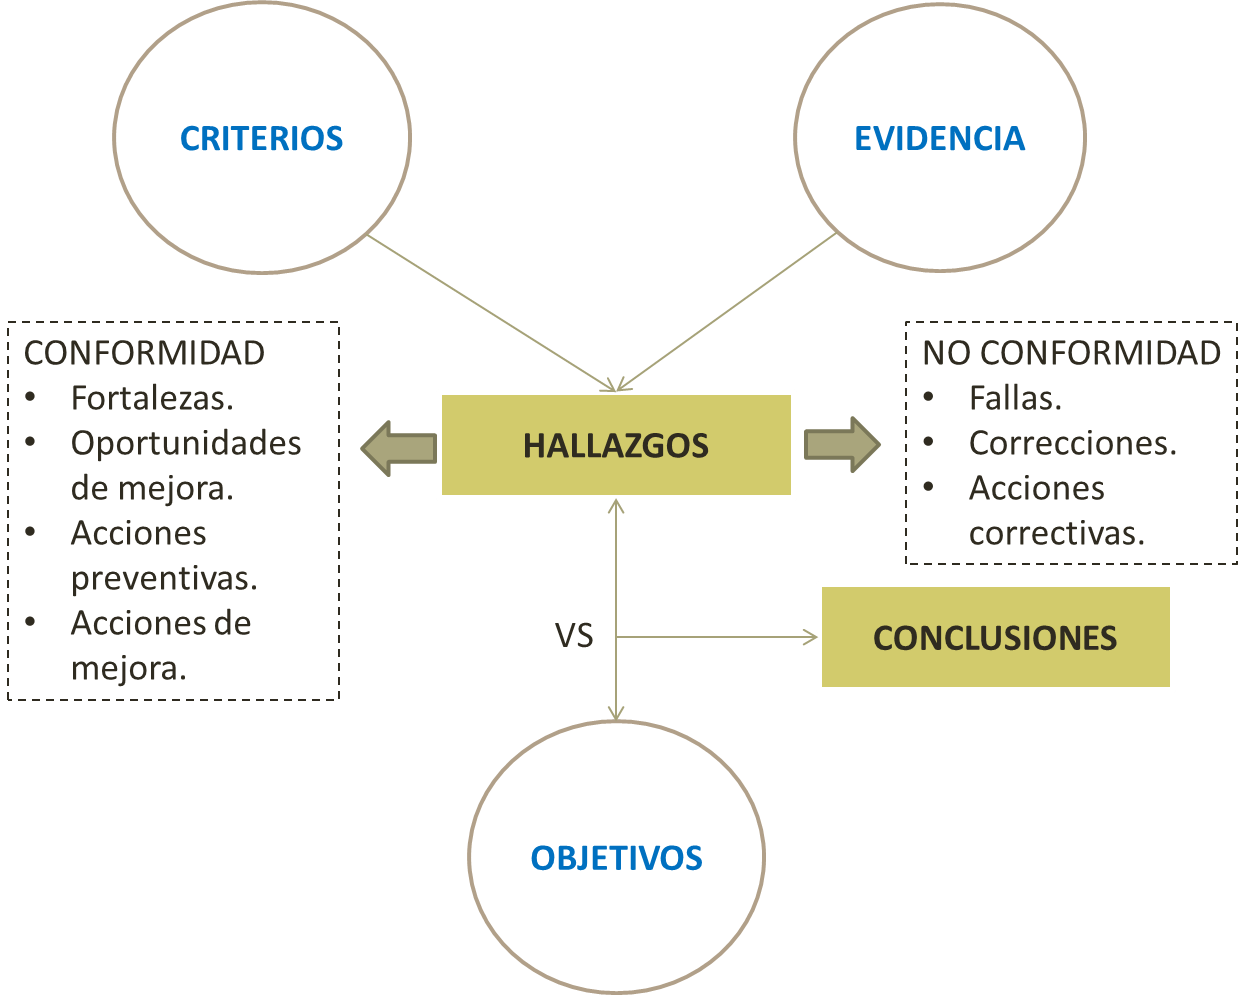 CRITERIOS
EVIDENCIA
CONFORMIDAD
• Fortalezas.
• Oportunidades
de mejora.
• Acciones
preventivas.
• Acciones de
mejora.
HALLAZGOS
NO CONFORMIDAD
• Fallas.
• Correcciones.
• Acciones
correctivas.
VS
CONCLUSIONES
OBJETIVOS